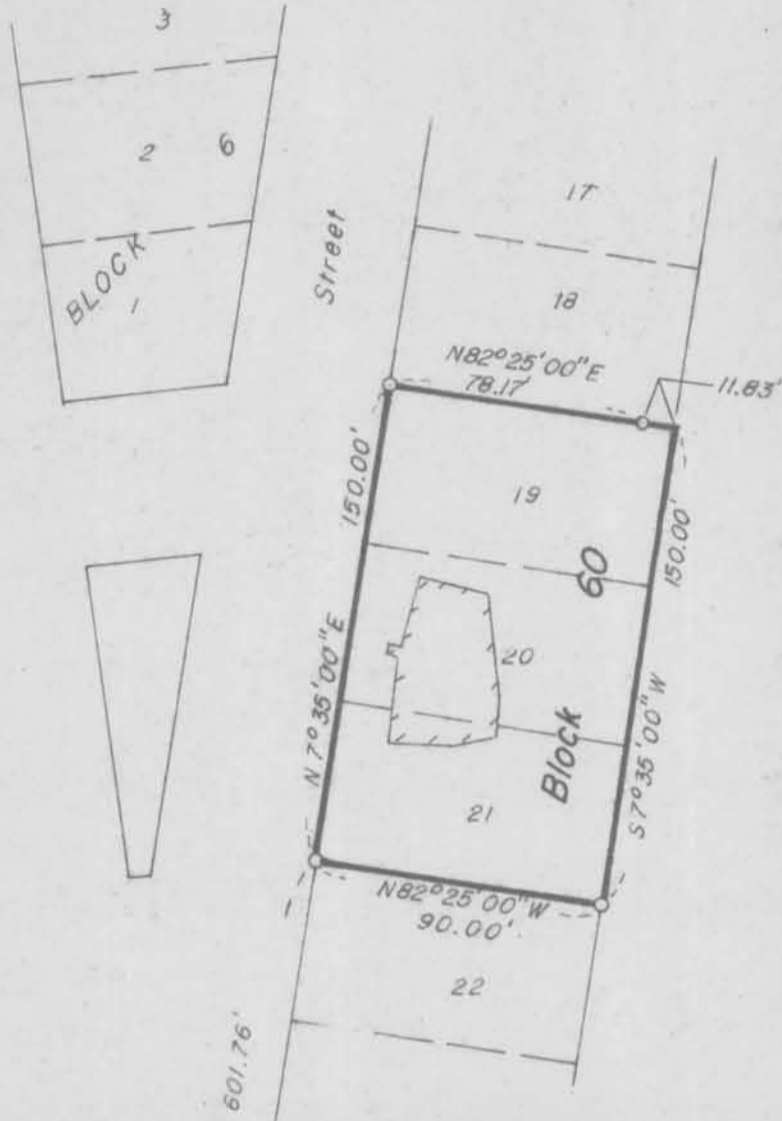 3
2
6
BLOCK
1
Street
17
18
N82°25'00"E
78.17'
11.83'
150.00'
19
60
150.00'
N7°35'00"E
20
Block
S7°35'00"W
21
N82°25'00"W
90.00'
22
601.76'